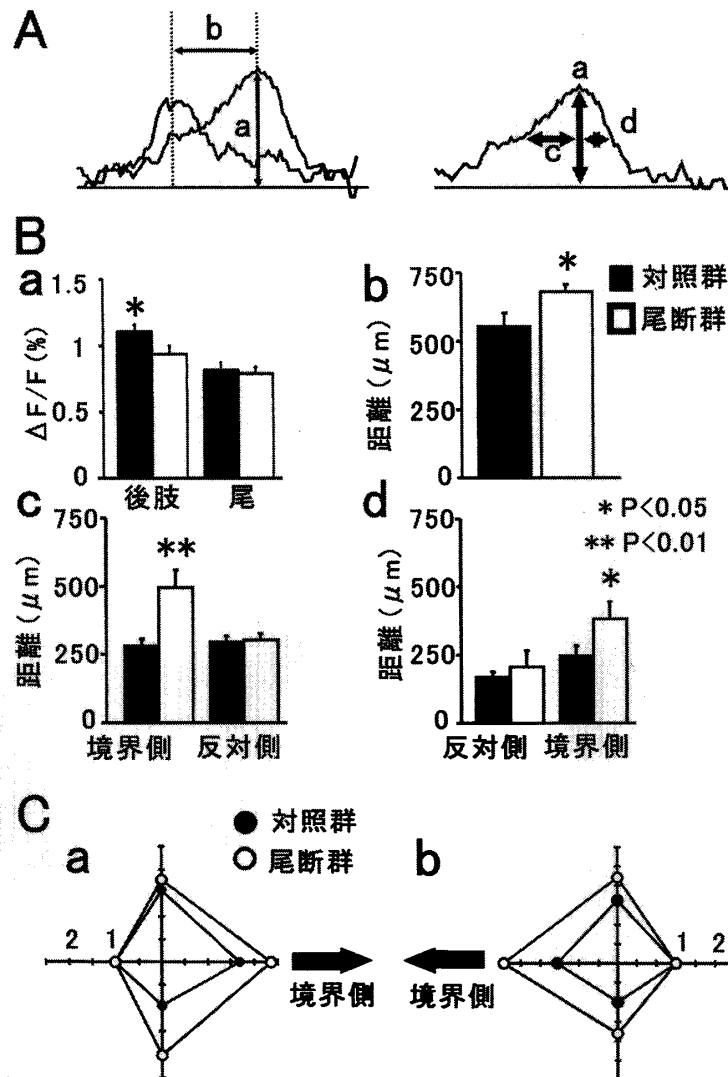 A
b
a
a
c
d
B
a
1.5
1
0.5
0
ΔF/F(%)
*
後肢 尾
b
750
500
250
0
距離(μm)
*
対照群
尾断群
c
750
500
250
0
距離(μm)
**
境界側 反対側
d
750
500
250
0
距離(μm)
* P<0.05
** P<0.01
*
反対側 境界側
C
対照群
尾断群
a
2 1
境界側
b
1 2
境界側